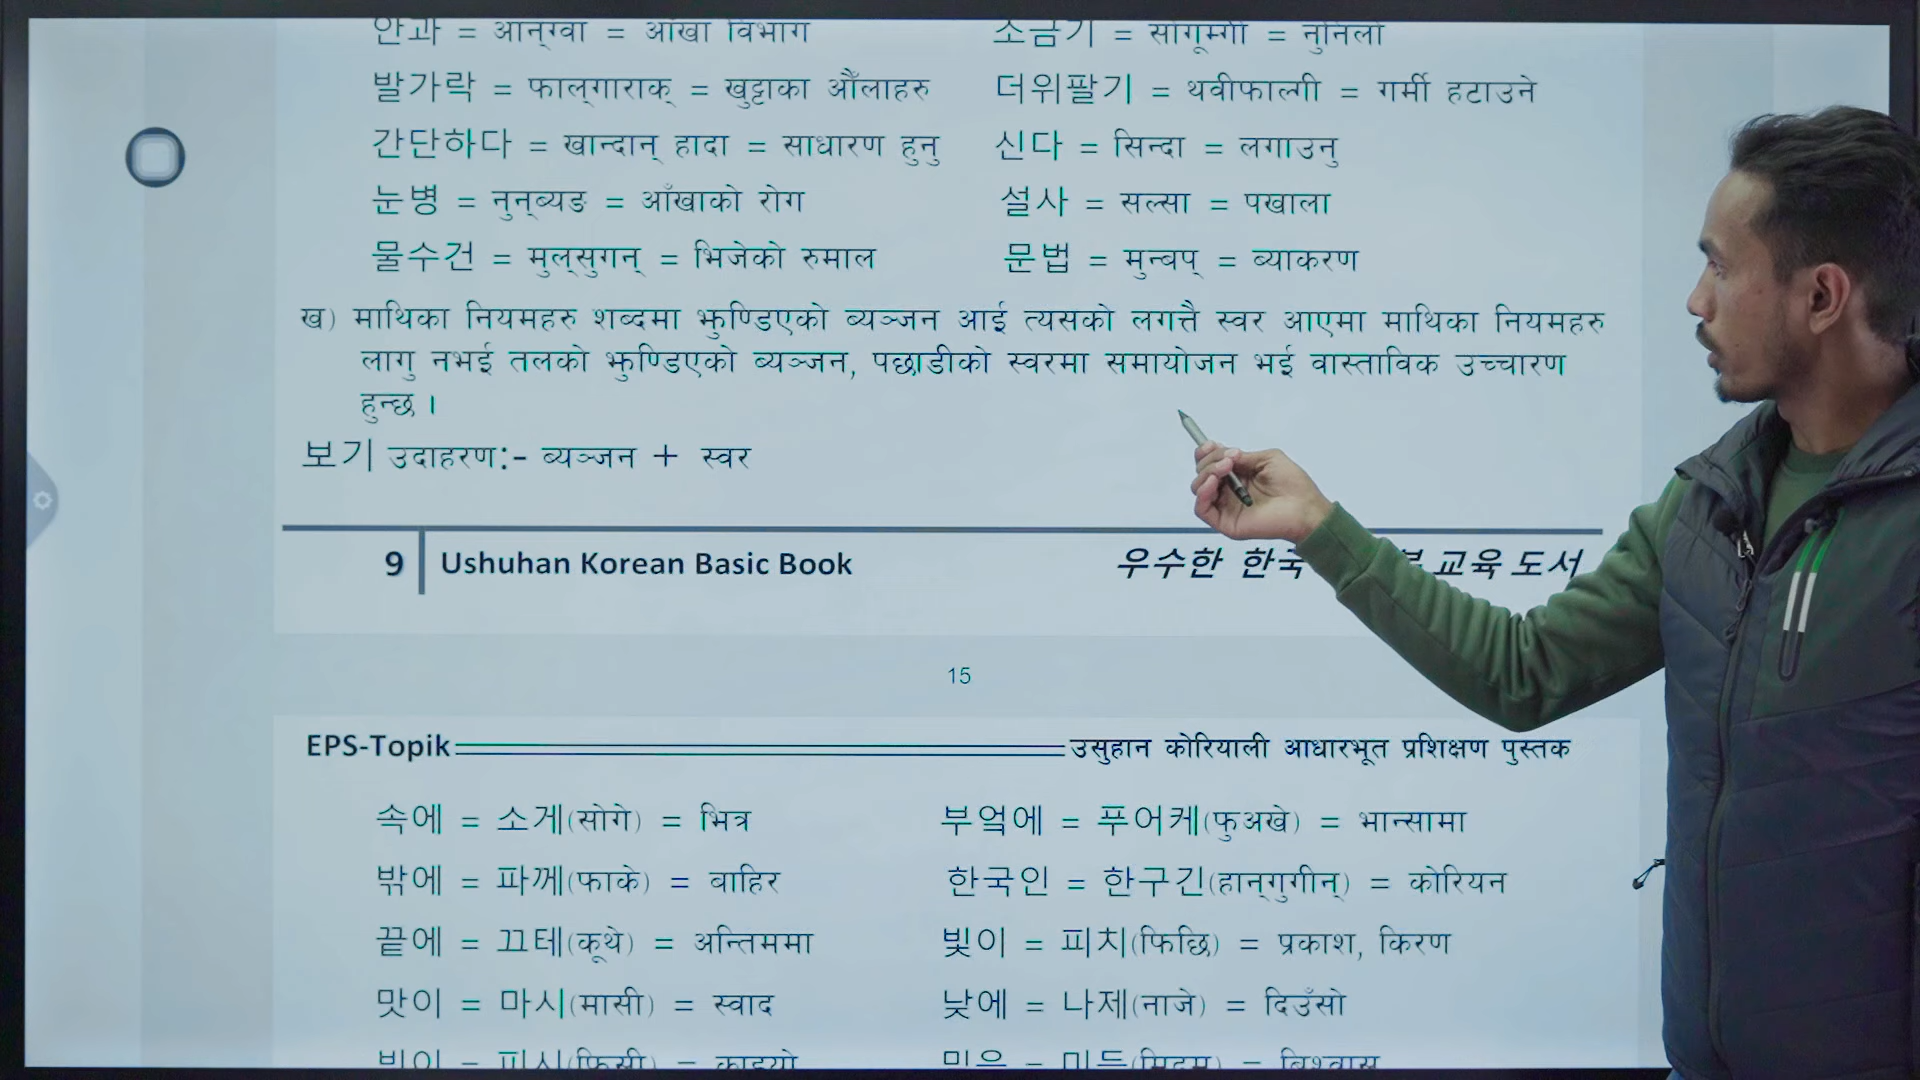 안과 = आन्ग्वा = आँखा विभाग 소금기 = सोगूम्गी = नुनिलो
발가락 = फाल्गाराक् = खुट्टाका औँलाहरु 더위팔기 = थवीफाल्गी = गर्मी हटाउने
간단하다 = खान्दान् हादा = साधारण हुनु 신다 = सिन्दा = लगाउनु
눈병 = नुन्ब्यङ = आँखाको रोग 설사 = सल्सा = पखाला
물수건 = मुल्सुगन् = भिजेको रुमाल 문법 = मुन्बप् = व्याकरण
ख) माथिका नियमहरु शब्दमा झुण्डिएको ब्यञ्जन आई त्यसको लगत्तै स्वर आएमा माथिका नियमहरु
लागु नभई तलको झुण्डिएको ब्यञ्जन, पछाडीको स्वरमा समायोजन भई वास्ताविक उच्चारण
हुन्छ ।
보기 उदाहरण:- ब्यञ्जन + स्वर
9 Ushuhan Korean Basic Book 우수한 한국 교육 도서
15
EPS-Topik उसुहान कोरियाली आधारभूत प्रशिक्षण पुस्तक
속에 = 소게(सोगे) = भित्र 부엌에 = 푸어케(फुअखे) = भान्सामा
밖에 = 파께(फाके) = वाहिर 한국인 = 한구긴(हान्गुगीन्) = कोरियन
끝에 = 끄테(कूथे) = अन्तिममा 빛이 = 피치(फिछि) = प्रकाश, किरण
맛이 = 마시(मासी) = स्वाद 낮에 = 나제(नाजे) = दिउँसो